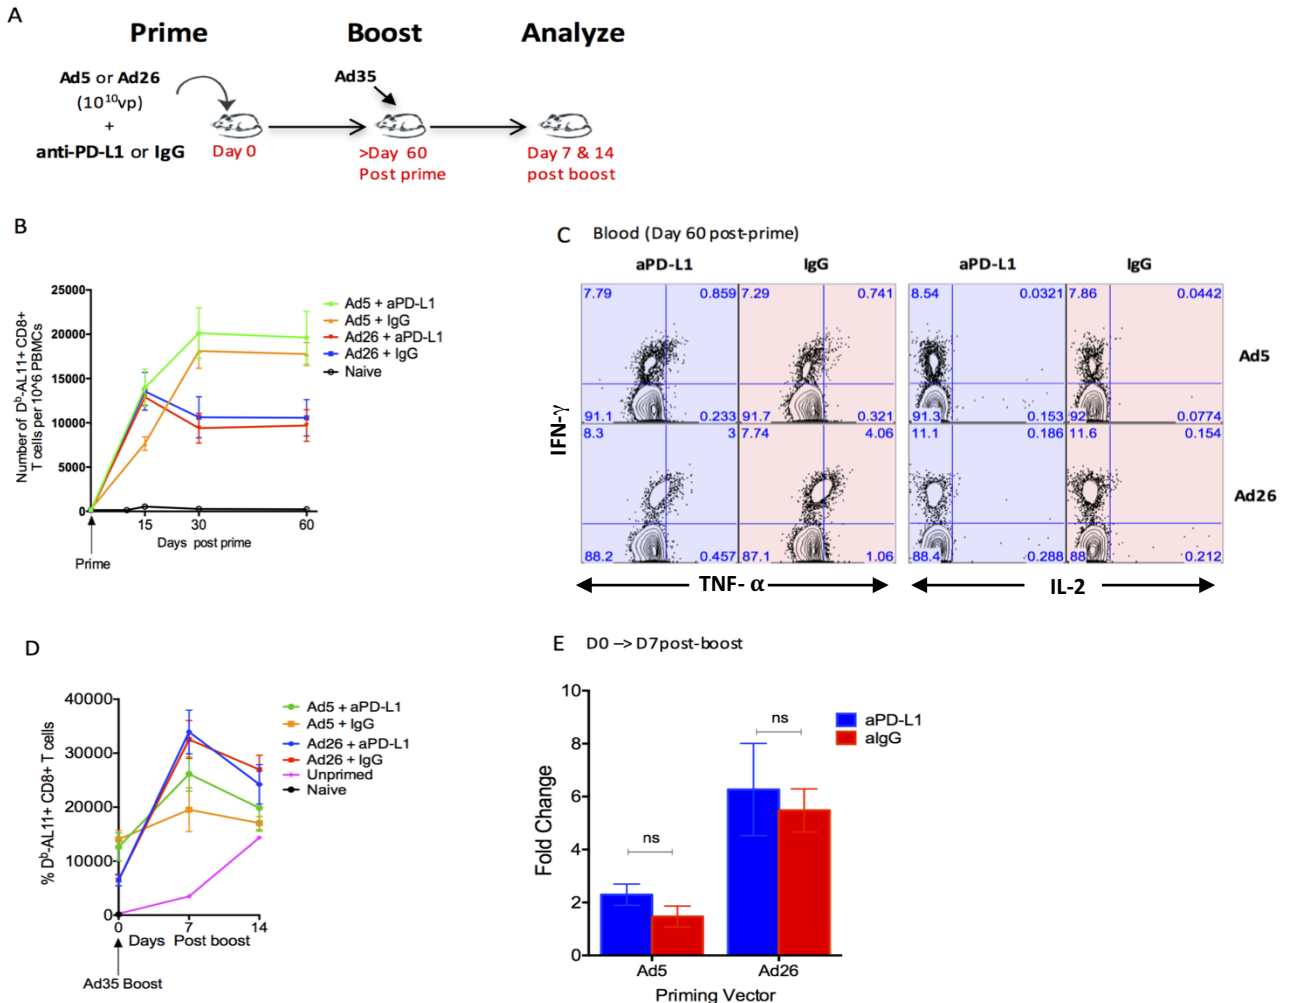 A
Prime
Boost
Analyze
Ad5 or Ad26
(10¹⁰vp)
+
anti-PD-L1 or IgG
Day 0
Ad35
>Day 60
Post prime
Day 7 & 14
post boost
B
Number of Dᵇ-AL11+ CD8+
T cells per 10^6 PBMCs
25000
20000
15000
10000
5000
0
15
30
60
Days post prime
Prime
Ad5 + aPD-L1
Ad5 + IgG
Ad26 + aPD-L1
Ad26 + IgG
Naive
C
Blood (Day 60 post-prime)
aPD-L1
IgG
aPD-L1
IgG
7.79
0.859
7.29
0.741
8.54
0.0321
7.86
0.0442
91.1
0.233
91.7
0.321
91.3
0.153
92
0.0774
8.3
3
7.74
4.06
11.1
0.186
11.6
0.154
88.2
0.457
87.1
1.06
88.4
0.288
88
0.212
Ad5
Ad26
IFN-γ
TNF- α
IL-2
D
% Dᵇ-AL11+ CD8+ T cells
40000
30000
20000
10000
0
0
7
14
Days Post boost
Ad35 Boost
Ad5 + aPD-L1
Ad5 + IgG
Ad26 + aPD-L1
Ad26 + IgG
Unprimed
Naive
E
D0 –> D7post-boost
Fold Change
10
8
6
4
2
0
ns
ns
aPD-L1
aIgG
Ad5
Ad26
Priming Vector